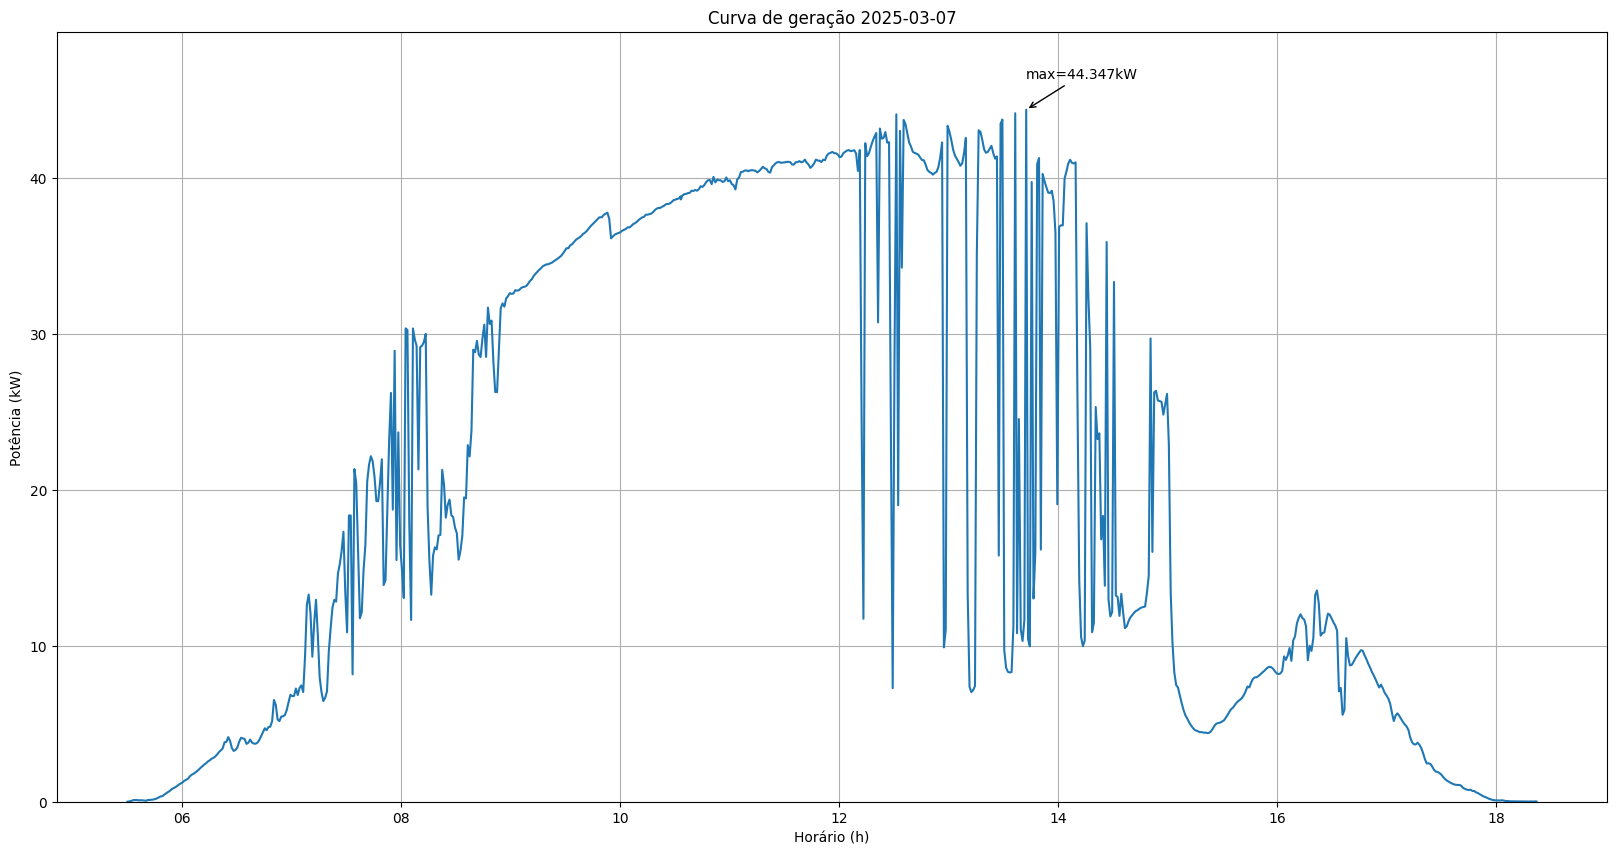 Curva de geração 2025-03-07
max=44.347kW
Potência (kW)
40
30
20
10
0
06 08 10 12 14 16 18
Horário (h)